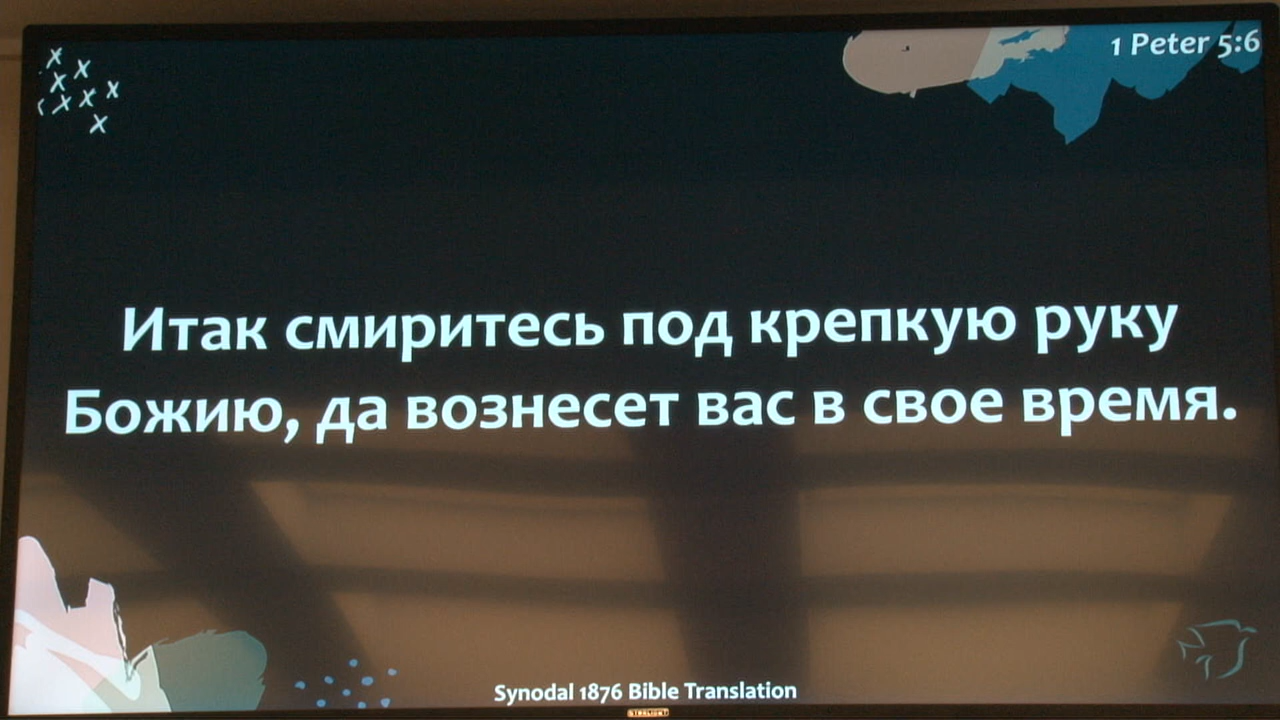 1 Peter 5:6
Итак смиритесь под крепкую руку
Божию, да вознесет вас в свое время.
Synodal 1876 Bible Translation
STARLIGHT